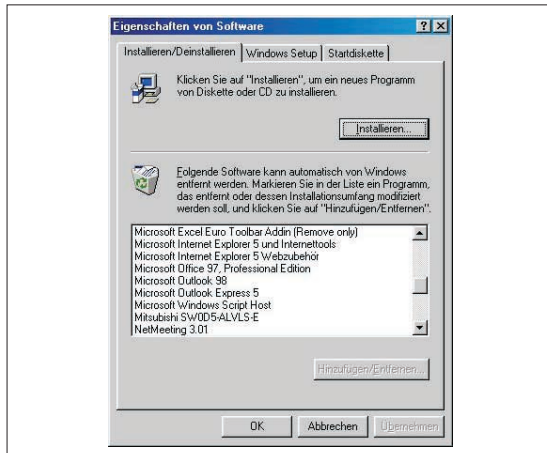 Eigenschaften von Software
Installieren/Deinstallieren
Windows Setup
Startdiskette
Klicken Sie auf "Installieren", um ein neues Programm
von Diskette oder CD zu installieren.
Installieren...
Folgende Software kann automatisch von Windows
entfernt werden. Markieren Sie in der Liste ein Programm,
das entfernt oder dessen Installationsumfang modifiziert
werden soll, und klicken Sie auf "Hinzufügen/Entfernen".
Microsoft Excel Euro Toolbar Addin (Remove only)
Microsoft Internet Explorer 5 und Internettools
Microsoft Internet Explorer 5 Webzubehör
Microsoft Office 97, Professional Edition
Microsoft Outlook 98
Microsoft Outlook Express 5
Microsoft Windows Script Host
Mitsubishi SW0D5-ALVLS-E
NetMeeting 3.01
Hinzufügen/Entfernen...
OK
Abbrechen
Übernehmen